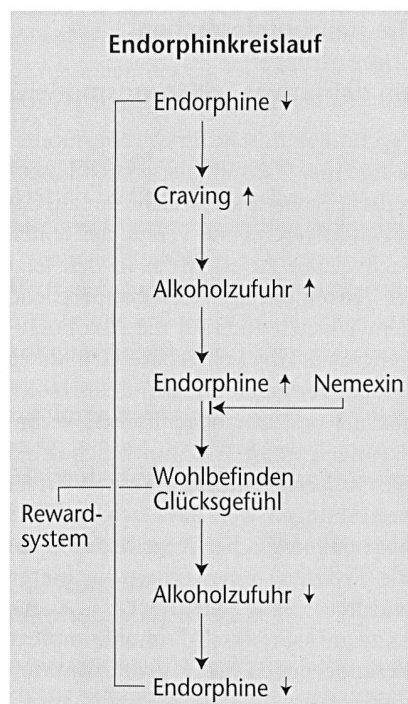 Endorphinkreislauf
Endorphine ↓
Craving ↑
Alkoholzufuhr ↑
Endorphine ↑ Nemexin
Wohlbefinden
Glücksgefühl
Reward-
system
Alkoholzufuhr ↓
Endorphine ↓